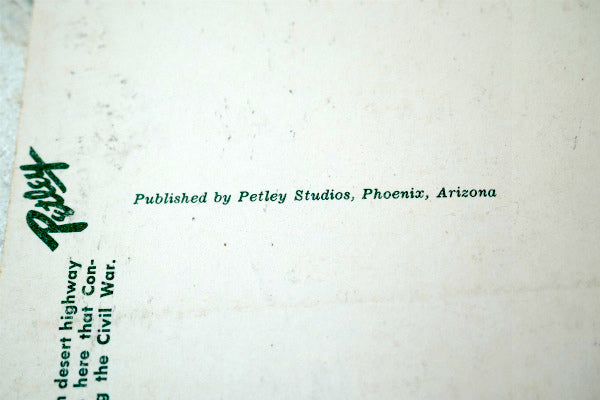 Petley
Published by Petley Studios, Phoenix, Arizona
desert highway
here that Con-
the Civil War.